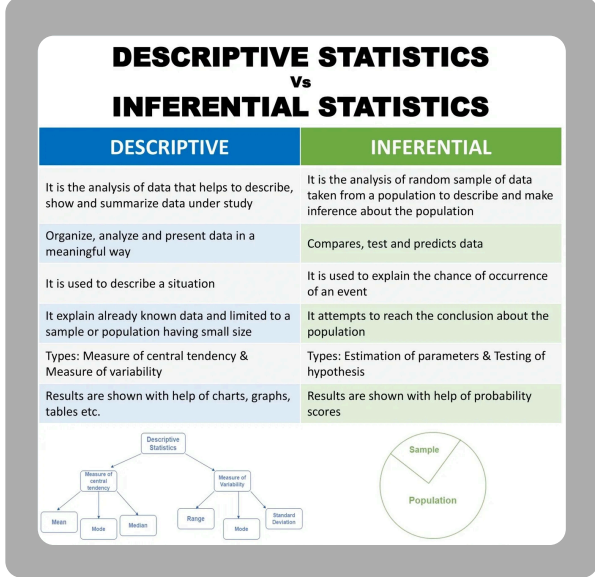 DESCRIPTIVE STATISTICS
Vs
INFERENTIAL STATISTICS
DESCRIPTIVE
INFERENTIAL
It is the analysis of data that helps to describe,
show and summarize data under study
It is the analysis of random sample of data
taken from a population to describe and make
inference about the population
Organize, analyze and present data in a
meaningful way
Compares, test and predicts data
It is used to describe a situation
It is used to explain the chance of occurrence
of an event
It explain already known data and limited to a
sample or population having small size
It attempts to reach the conclusion about the
population
Types: Measure of central tendency &
Measure of variability
Types: Estimation of parameters & Testing of
hypothesis
Results are shown with help of charts, graphs,
tables etc.
Results are shown with help of probability
scores
Descriptive
Statistics
Measure of
central
tendency
Measure of
Variability
Mean
Mode
Median
Range
Mode
Standard
Deviation
Sample
Population